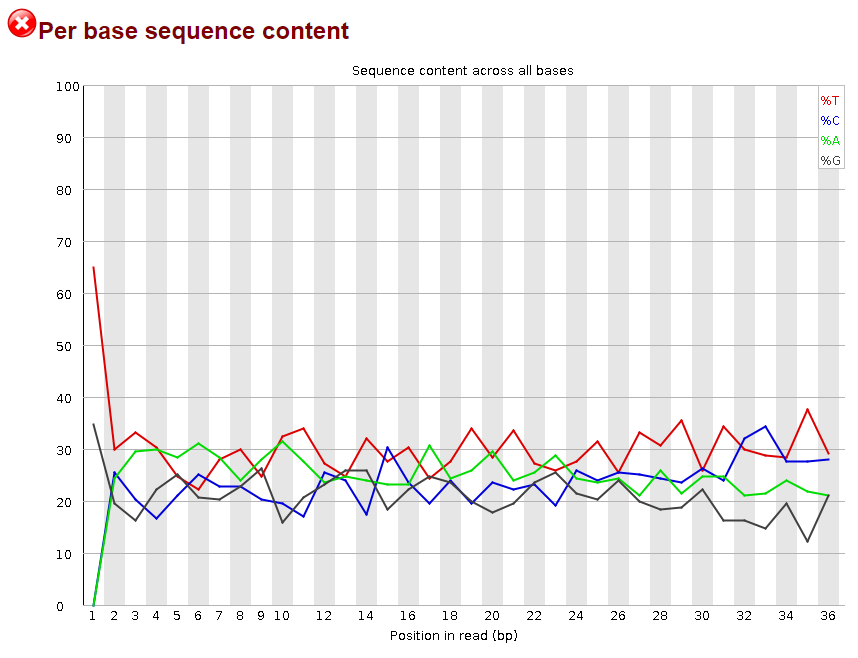 Per base sequence content
Sequence content across all bases
100
90
80
70
60
50
40
30
20
10
0
%T
%C
%A
%G
1 2 3 4 5 6 7 8 9 10 12 14 16 18 20 22 24 26 28 30 32 34 36
Position in read (bp)